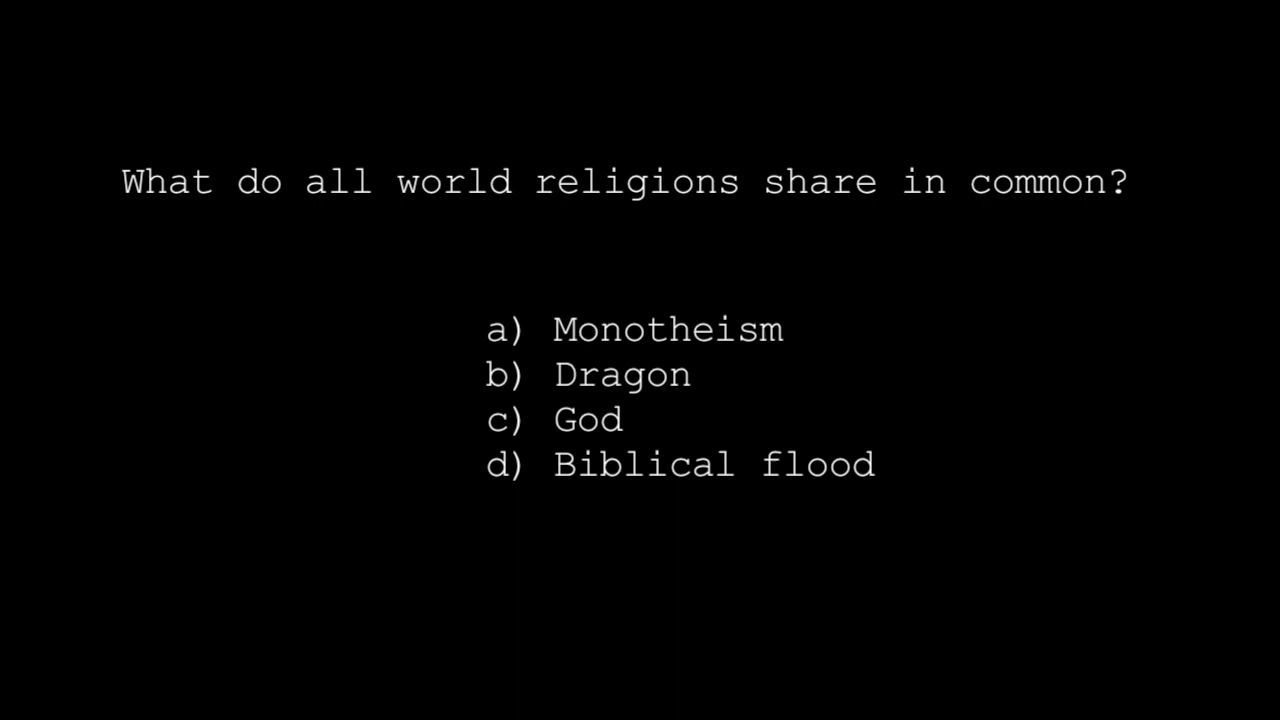 What do all world religions share in common?
a) Monotheism
b) Dragon
c) God
d) Biblical flood